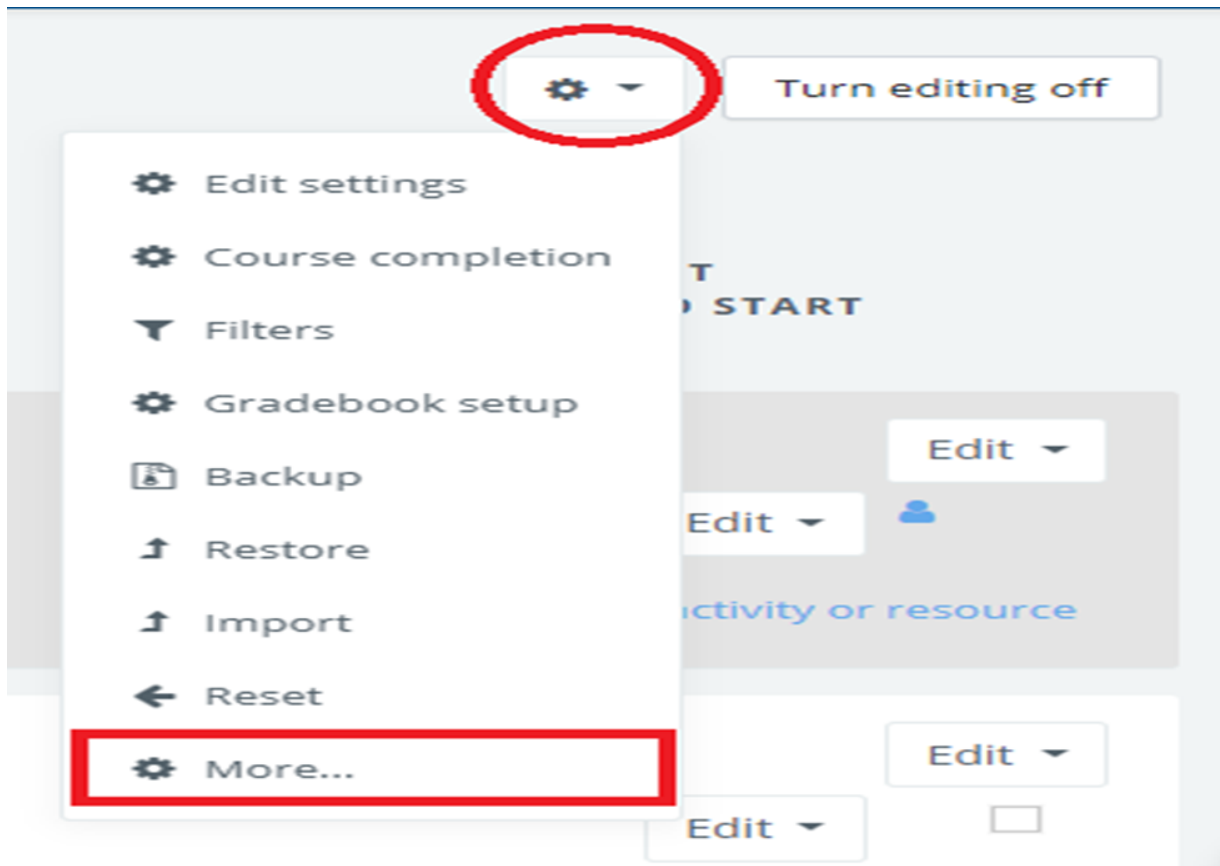 Turn editing off
Edit settings
Course completion
T
START
Filters
Gradebook setup
Edit
Backup
Edit
Restore
Import
activity or resource
Reset
More...
Edit
Edit